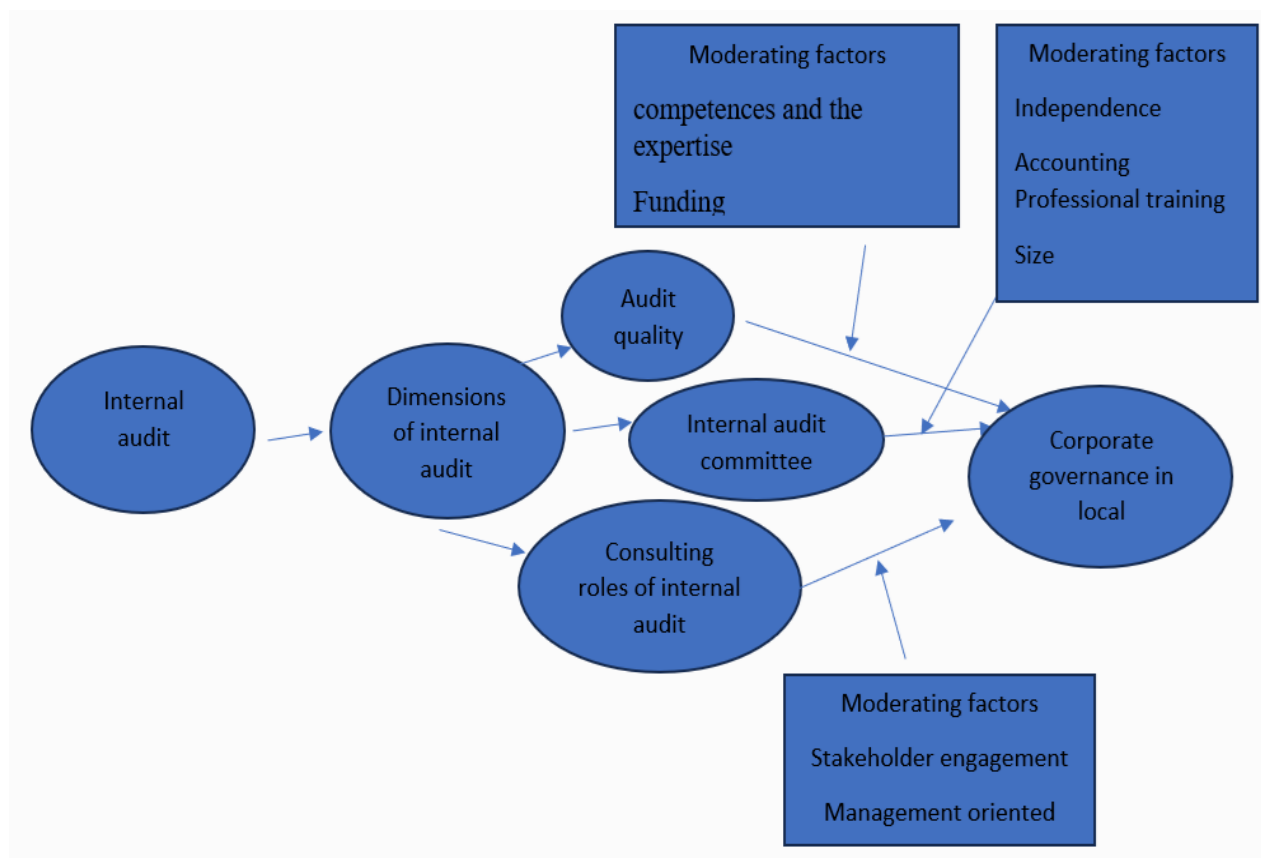 Moderating factors
competences and the
expertise
Funding
Moderating factors
Independence
Accounting
Professional training
Size
Audit
quality
Internal
audit
Dimensions
of internal
audit
Internal audit
committee
Corporate
governance in
local
Consulting
roles of internal
audit
Moderating factors
Stakeholder engagement
Management oriented